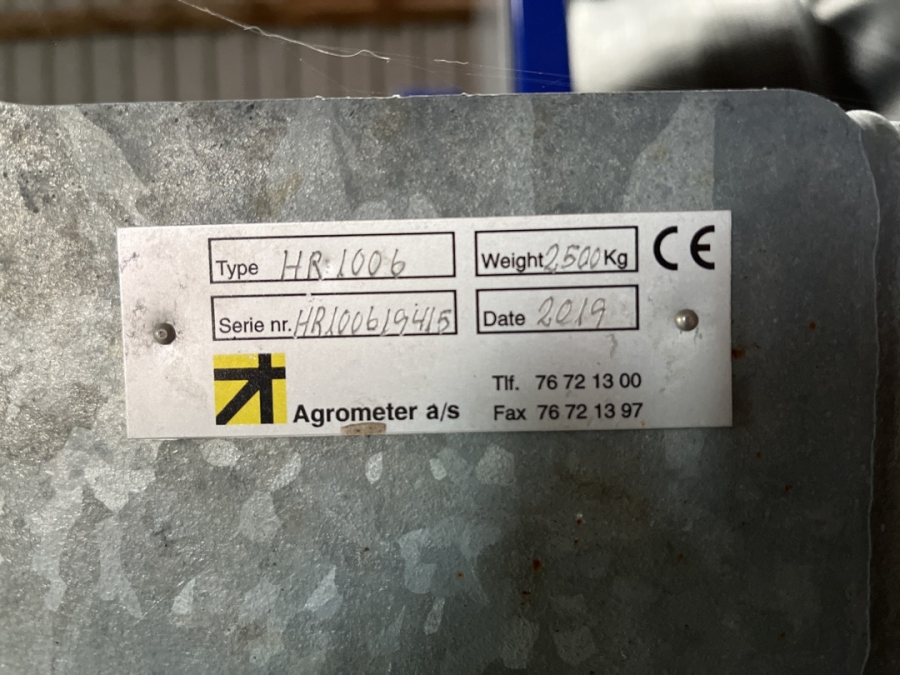 Type HR 1006
Weight 2500 Kg
CE
Serie nr. HR100619415
Date 2019
Agrometer a/s
Tlf. 76 72 13 00
Fax 76 72 13 97